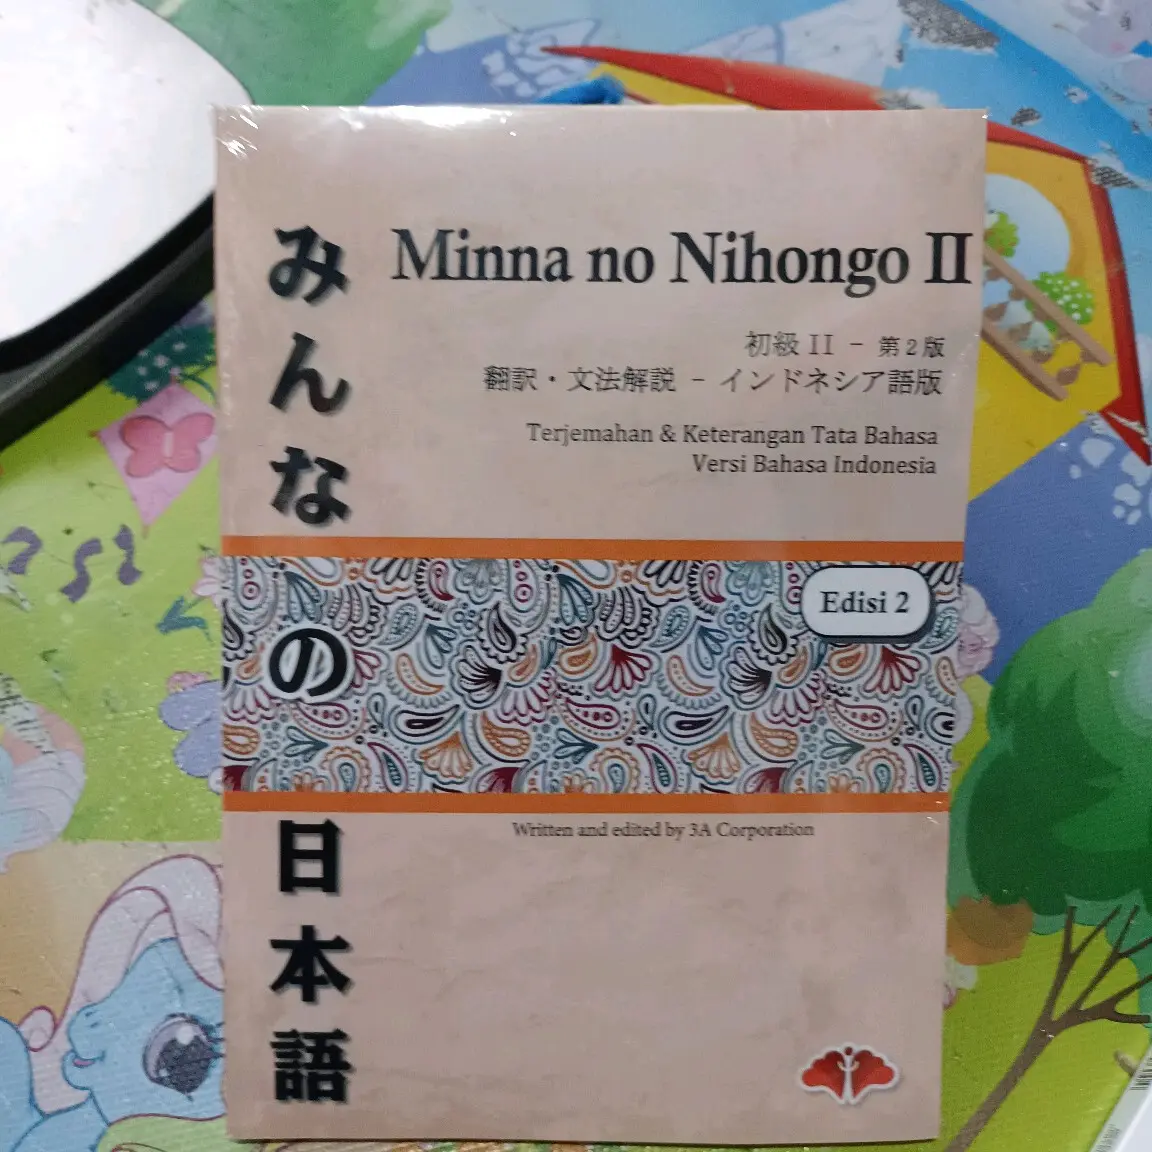 みんなの日本語
Minna no Nihongo II
初級 II - 第2版
翻訳・文法解説 - インドネシア語版
Terjemahan & Keterangan Tata Bahasa
Versi Bahasa Indonesia
Edisi 2
Written and edited by 3A Corporation